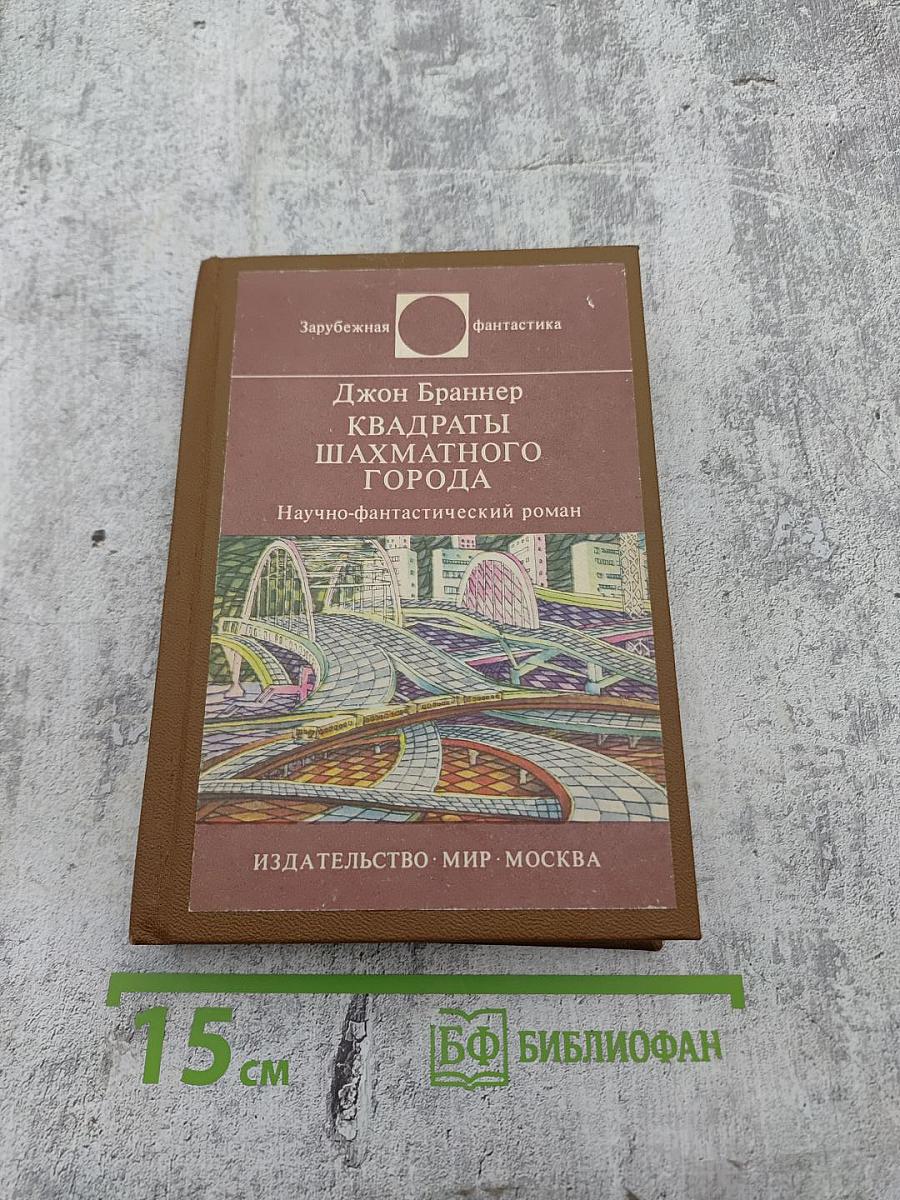 Зарубежная фантастика
Джон Браннер
КВАДРАТЫ
ШАХМАТНОГО
ГОРОДА
Научно-фантастический роман
ИЗДАТЕЛЬСТВО · МИР · МОСКВА
15 см
БФ БИБЛИОФАН